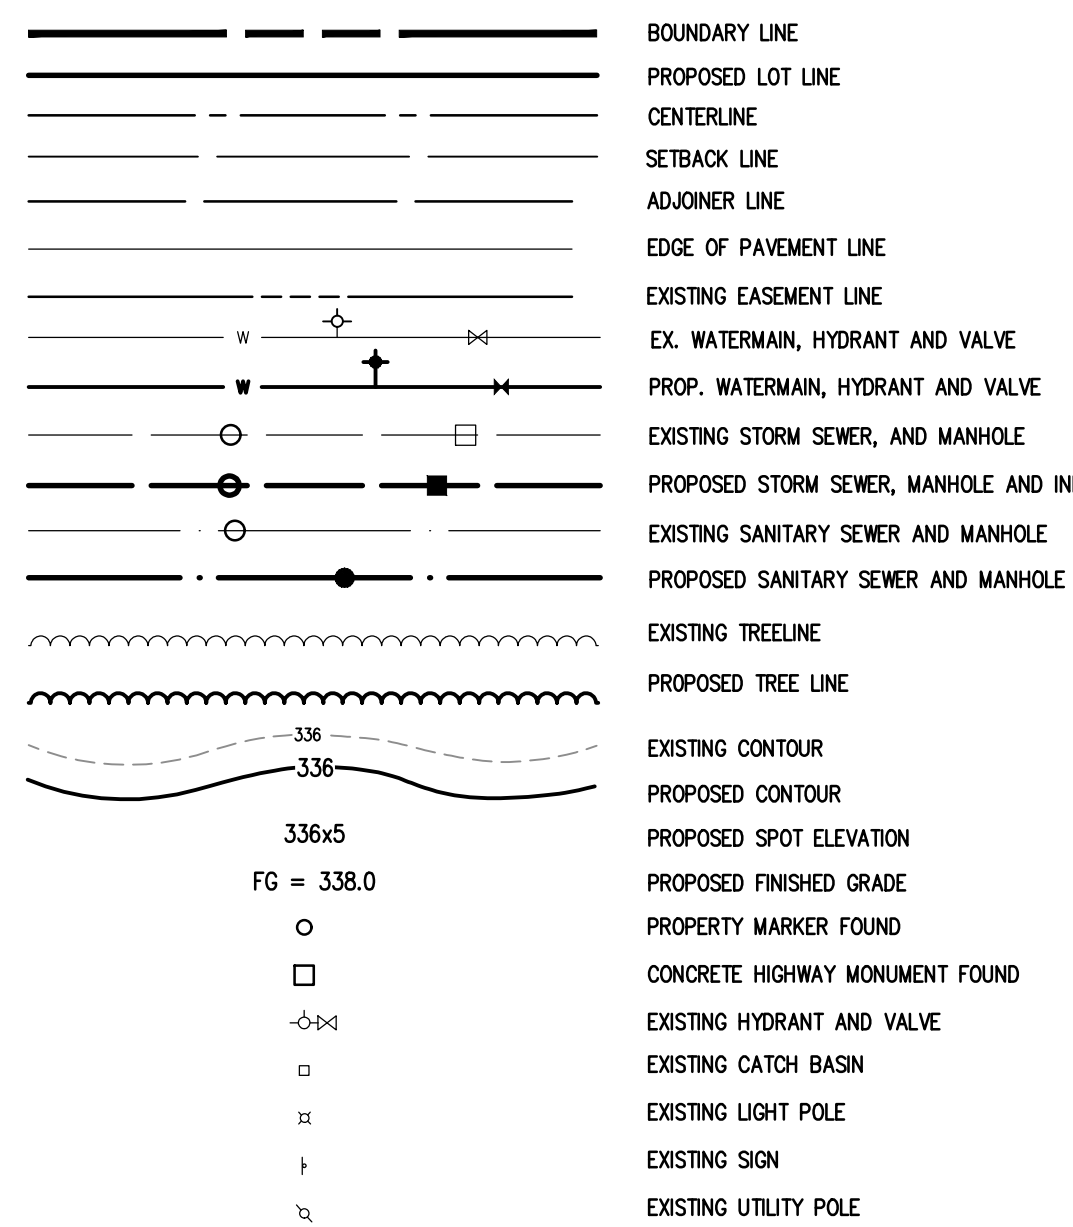 BOUNDARY LINE
PROPOSED LOT LINE
CENTERLINE
SETBACK LINE
ADJOINER LINE
EDGE OF PAVEMENT LINE
EXISTING EASEMENT LINE
W EX. WATERMAIN, HYDRANT AND VALVE
W PROP. WATERMAIN, HYDRANT AND VALVE
EXISTING STORM SEWER, AND MANHOLE
PROPOSED STORM SEWER, MANHOLE AND
EXISTING SANITARY SEWER AND MANHOLE
PROPOSED SANITARY SEWER AND MANHOLE
EXISTING TREELINE
PROPOSED TREE LINE
336 EXISTING CONTOUR
336 PROPOSED CONTOUR
336x5 PROPOSED SPOT ELEVATION
FG = 338.0 PROPOSED FINISHED GRADE
PROPERTY MARKER FOUND
CONCRETE HIGHWAY MONUMENT FOUND
EXISTING HYDRANT AND VALVE
EXISTING CATCH BASIN
EXISTING LIGHT POLE
EXISTING SIGN
EXISTING UTILITY POLE